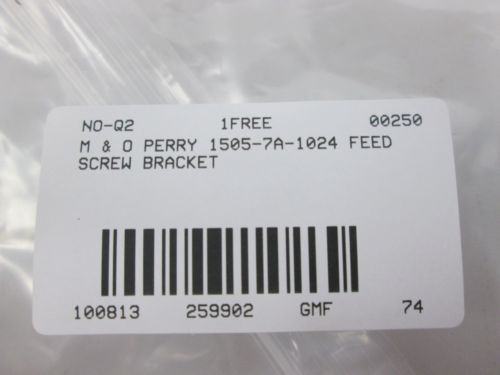 NO-Q2 1FREE 00250
M & O PERRY 1505-7A-1024 FEED
SCREW BRACKET
100813 259902 GMF 74